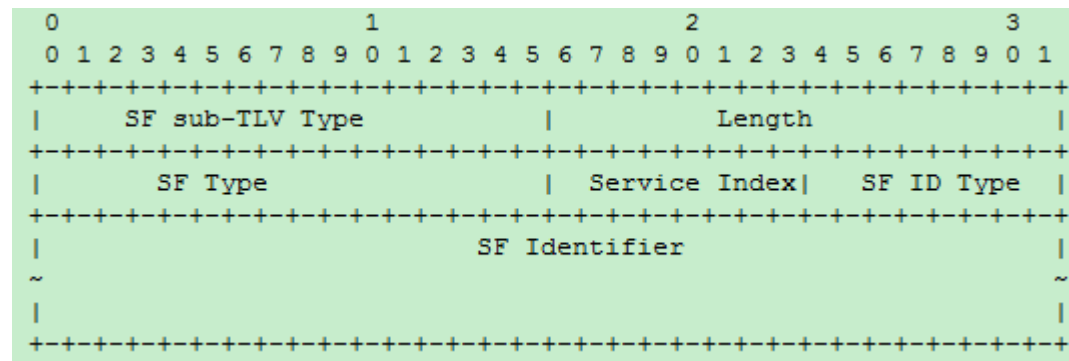 0                   1                   2                   3
0 1 2 3 4 5 6 7 8 9 0 1 2 3 4 5 6 7 8 9 0 1 2 3 4 5 6 7 8 9 0 1
+-+-+-+-+-+-+-+-+-+-+-+-+-+-+-+-+-+-+-+-+-+-+-+-+-+-+-+-+-+-+-+-+
|     SF sub-TLV Type           |          Length               |
+-+-+-+-+-+-+-+-+-+-+-+-+-+-+-+-+-+-+-+-+-+-+-+-+-+-+-+-+-+-+-+-+
|       SF Type                 |  Service Index|   SF ID Type  |
+-+-+-+-+-+-+-+-+-+-+-+-+-+-+-+-+-+-+-+-+-+-+-+-+-+-+-+-+-+-+-+-+
|                           SF Identifier                       |
~                                                               ~
|                                                               |
+-+-+-+-+-+-+-+-+-+-+-+-+-+-+-+-+-+-+-+-+-+-+-+-+-+-+-+-+-+-+-+-+